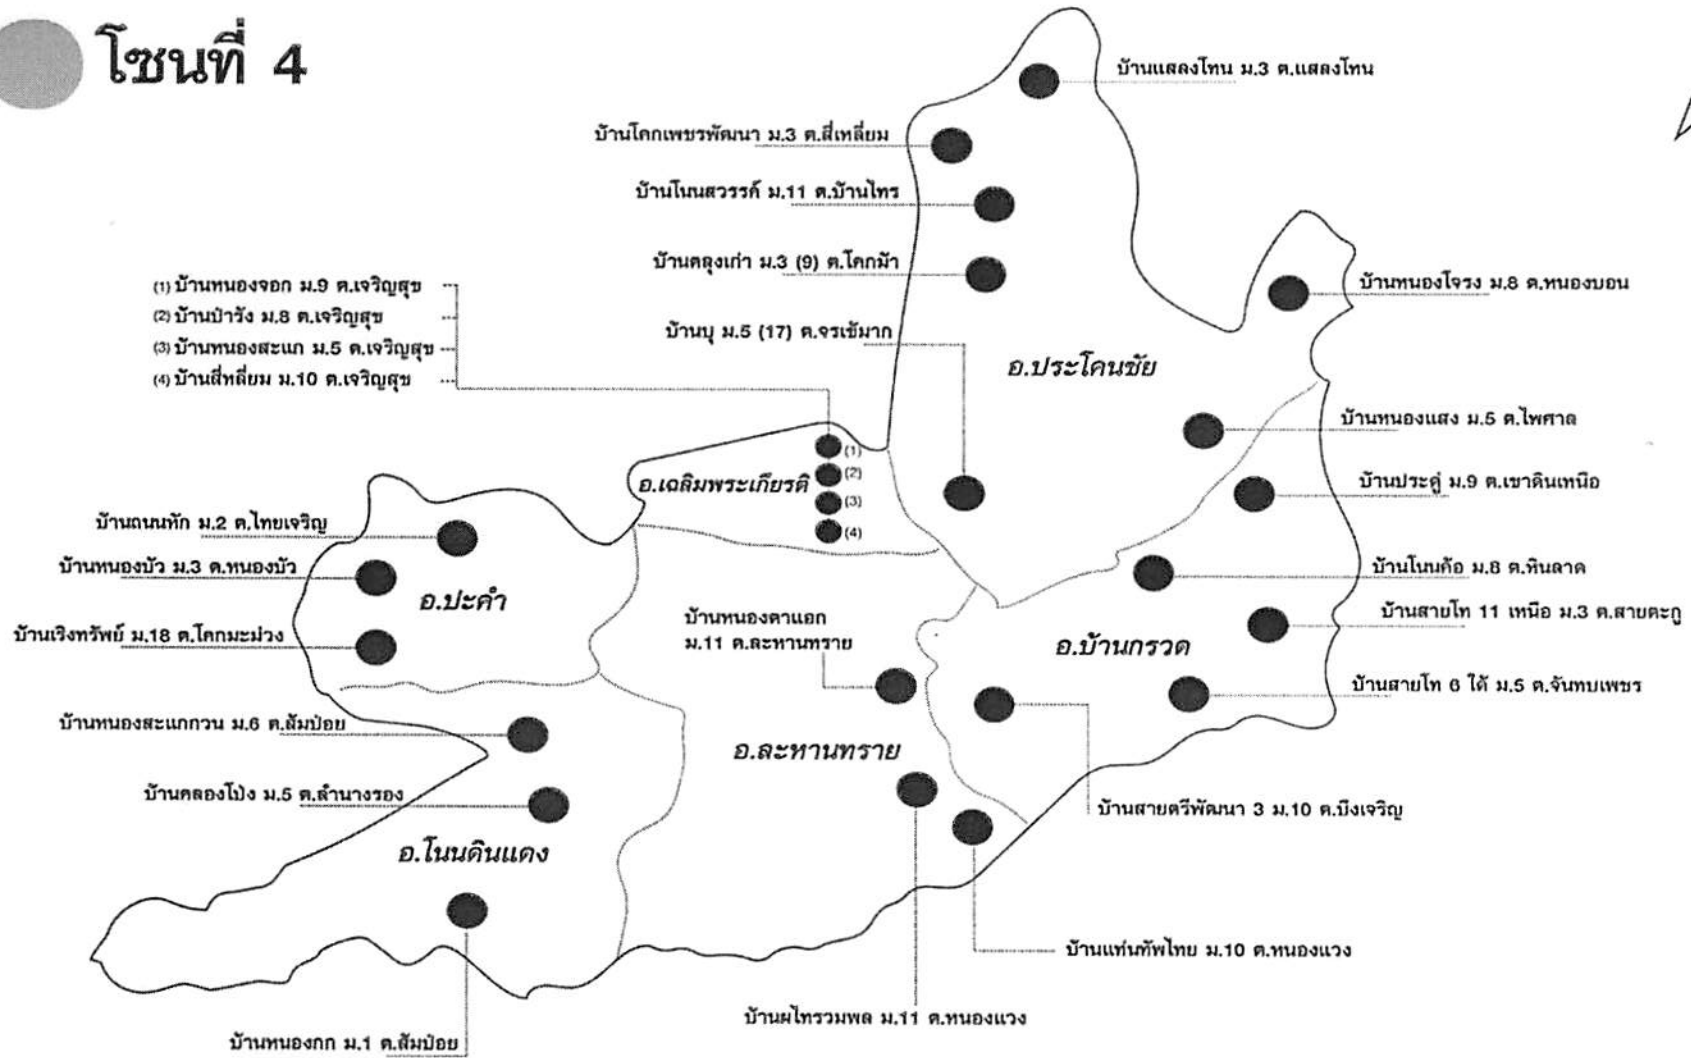 โซนที่ 4
บ้านแสลงโทน ม.3 ต.แสลงโทน
บ้านโคกเพชรพัฒนา ม.3 ต.สี่เหลี่ยม
บ้านโนนสวรรค์ ม.11 ต.บ้านไทร
บ้านตลุงเก่า ม.3 (9) ต.โคกม้า
(1) บ้านหนองจอก ม.9 ต.เจริญสุข
(2) บ้านป่ารัง ม.8 ต.เจริญสุข
(3) บ้านหนองสะแก ม.5 ต.เจริญสุข
(4) บ้านสี่หลี่ยม ม.10 ต.เจริญสุข
บ้านหนองโจรง ม.8 ต.หนองบอน
บ้านบุ ม.5 (17) ต.จรเข้มาก
อ.ประโคนชัย
บ้านหนองแสง ม.5 ต.ไพศาล
(1)
(2)
(3)
(4)
อ.เฉลิมพระเกียรติ
บ้านประดู่ ม.9 ต.เขาดินเหนือ
บ้านถนนหัก ม.2 ต.ไทยเจริญ
บ้านหนองบัว ม.3 ต.หนองบัว
อ.ปะคำ
บ้านเริงทรัพย์ ม.18 ต.โคกมะม่วง
บ้านโนนค้อ ม.8 ต.หินลาด
บ้านสายโท 11 เหนือ ม.3 ต.สายตะกู
บ้านหนองตาแอก
ม.11 ต.ละหานทราย
อ.บ้านกรวด
บ้านสายโท 6 ใต้ ม.5 ต.จันทบเพชร
บ้านหนองสะแกกวน ม.6 ต.ส้มป่อย
อ.ละหานทราย
บ้านคลองโป่ง ม.5 ต.ลำนางรอง
บ้านสายตรีพัฒนา 3 ม.10 ต.บึงเจริญ
อ.โนนดินแดง
บ้านแท่นทัพไทย ม.10 ต.หนองแวง
บ้านผไทรวมพล ม.11 ต.หนองแวง
บ้านหนองกก ม.1 ต.ส้มป่อย